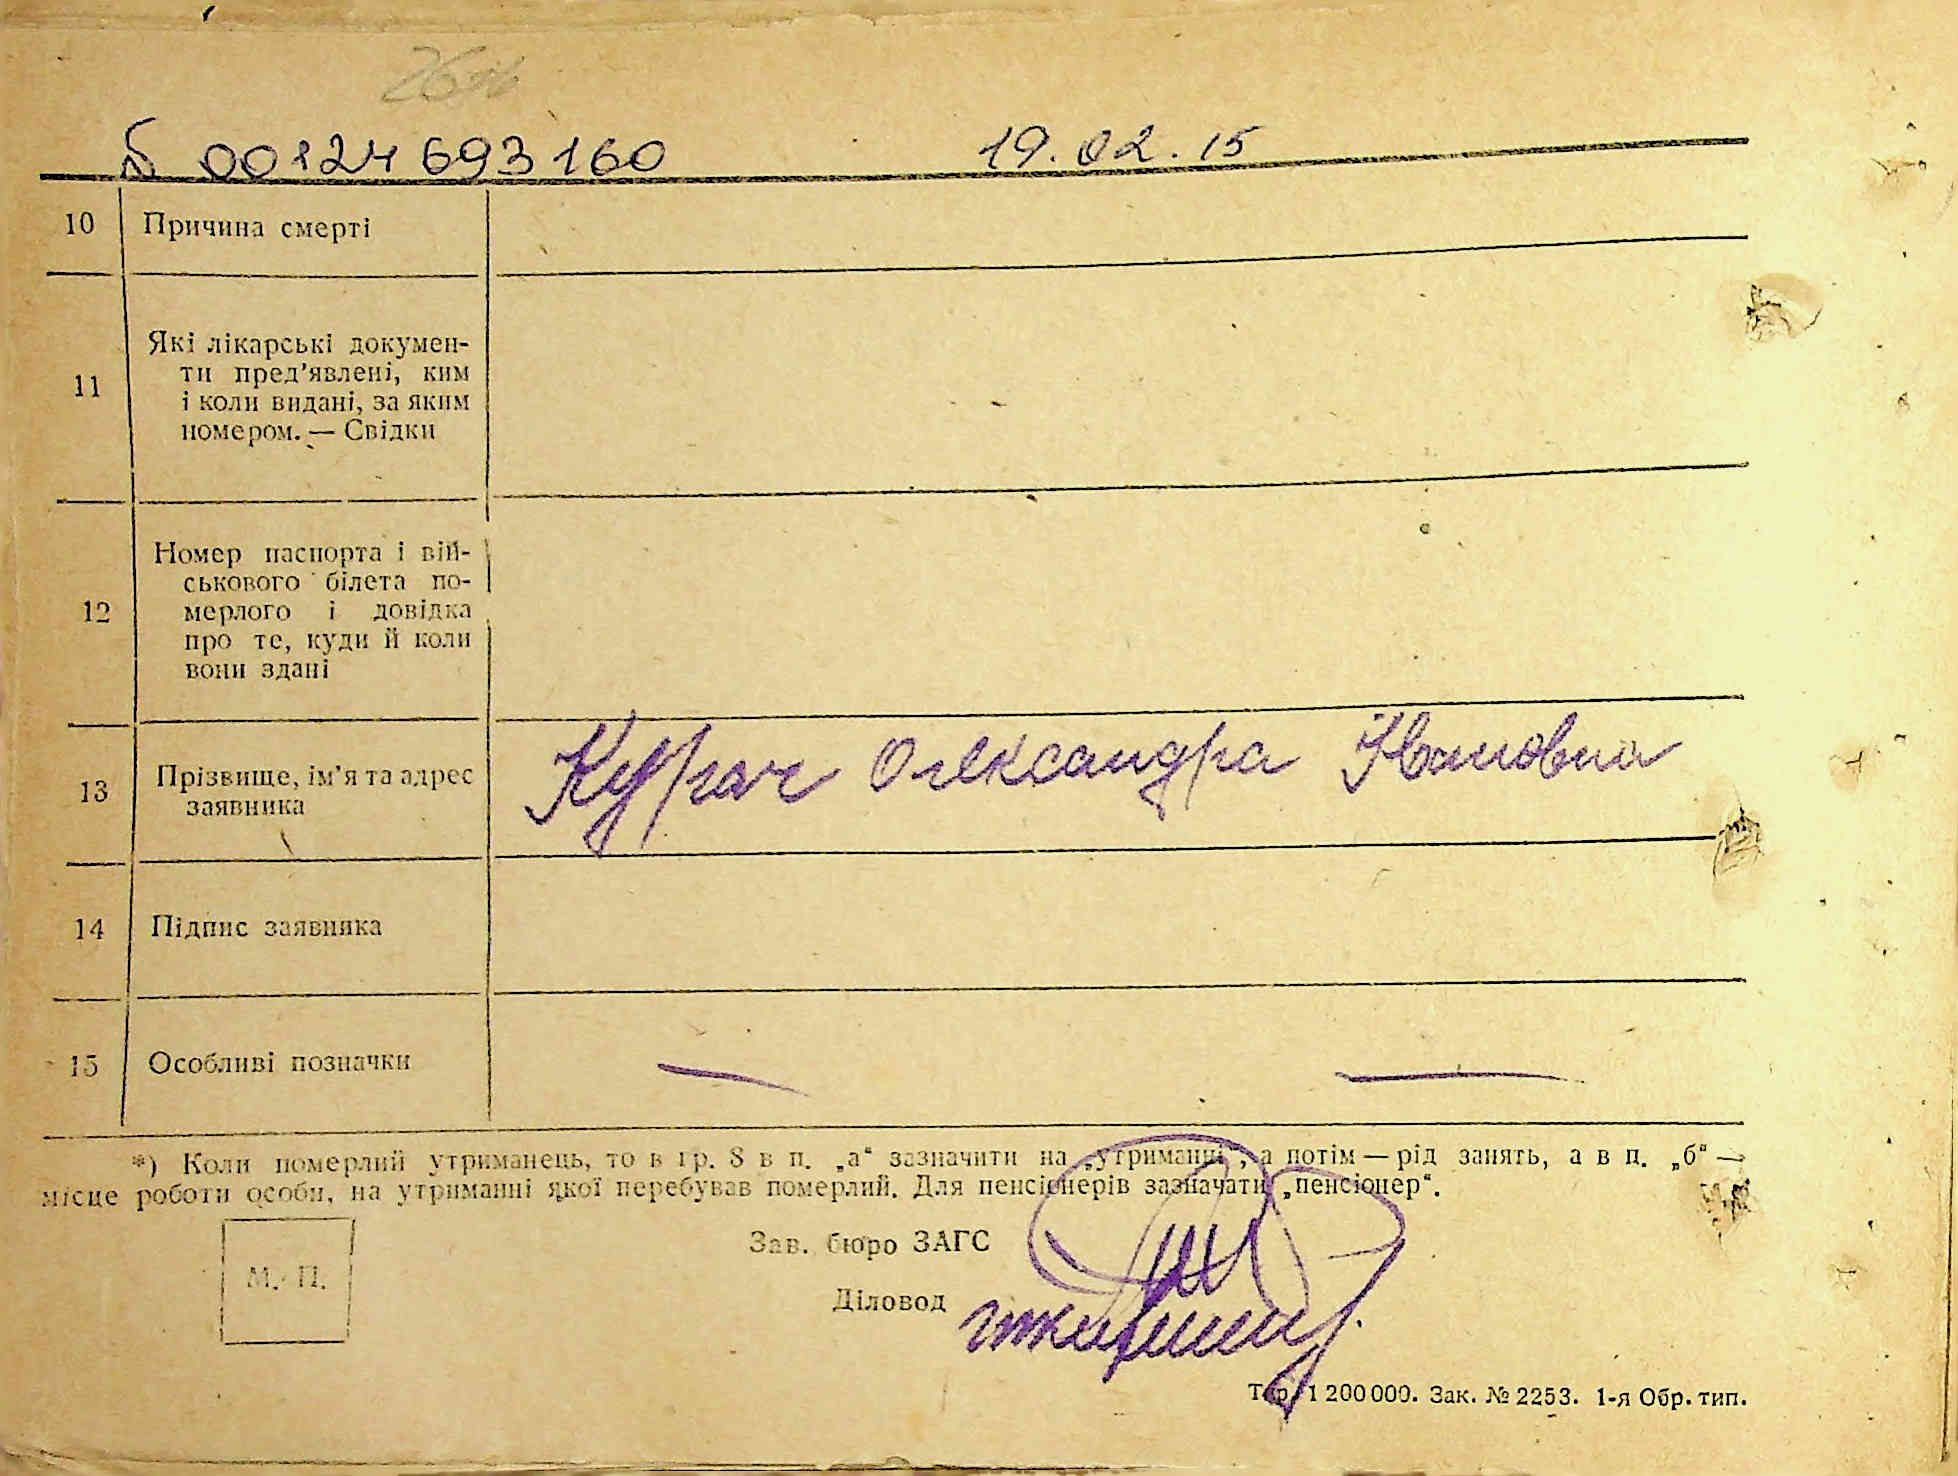 00124693160 19.02.15
10 Причина смерті
11 Які лікарські докумен-
ти пред'явлені, ким
і коли видані, за яким
номером. — Свідки
12 Номер паспорта і вій-
ськового білета по-
мерлого і довідка
про те, куди й коли
вони здані
13 Прізвище, ім'я та адрес
заявника
Курач Олександра Ивановна
14 Підпис заявника
15 Особливі позначки — —
*) Коли померлий утриманець, то в гр. 8 в п. „а“ зазначити на „утриманні“, а потім — рід занять, а в п. „б“ —
місце роботи особи, на утриманні якої перебував померлий. Для пенсіонерів зазначати „пенсіонер“.
Зав. бюро ЗАГС
М. П.
Діловод
Тир. 1 200 000. Зак. № 2253. 1-я Обр. тип.